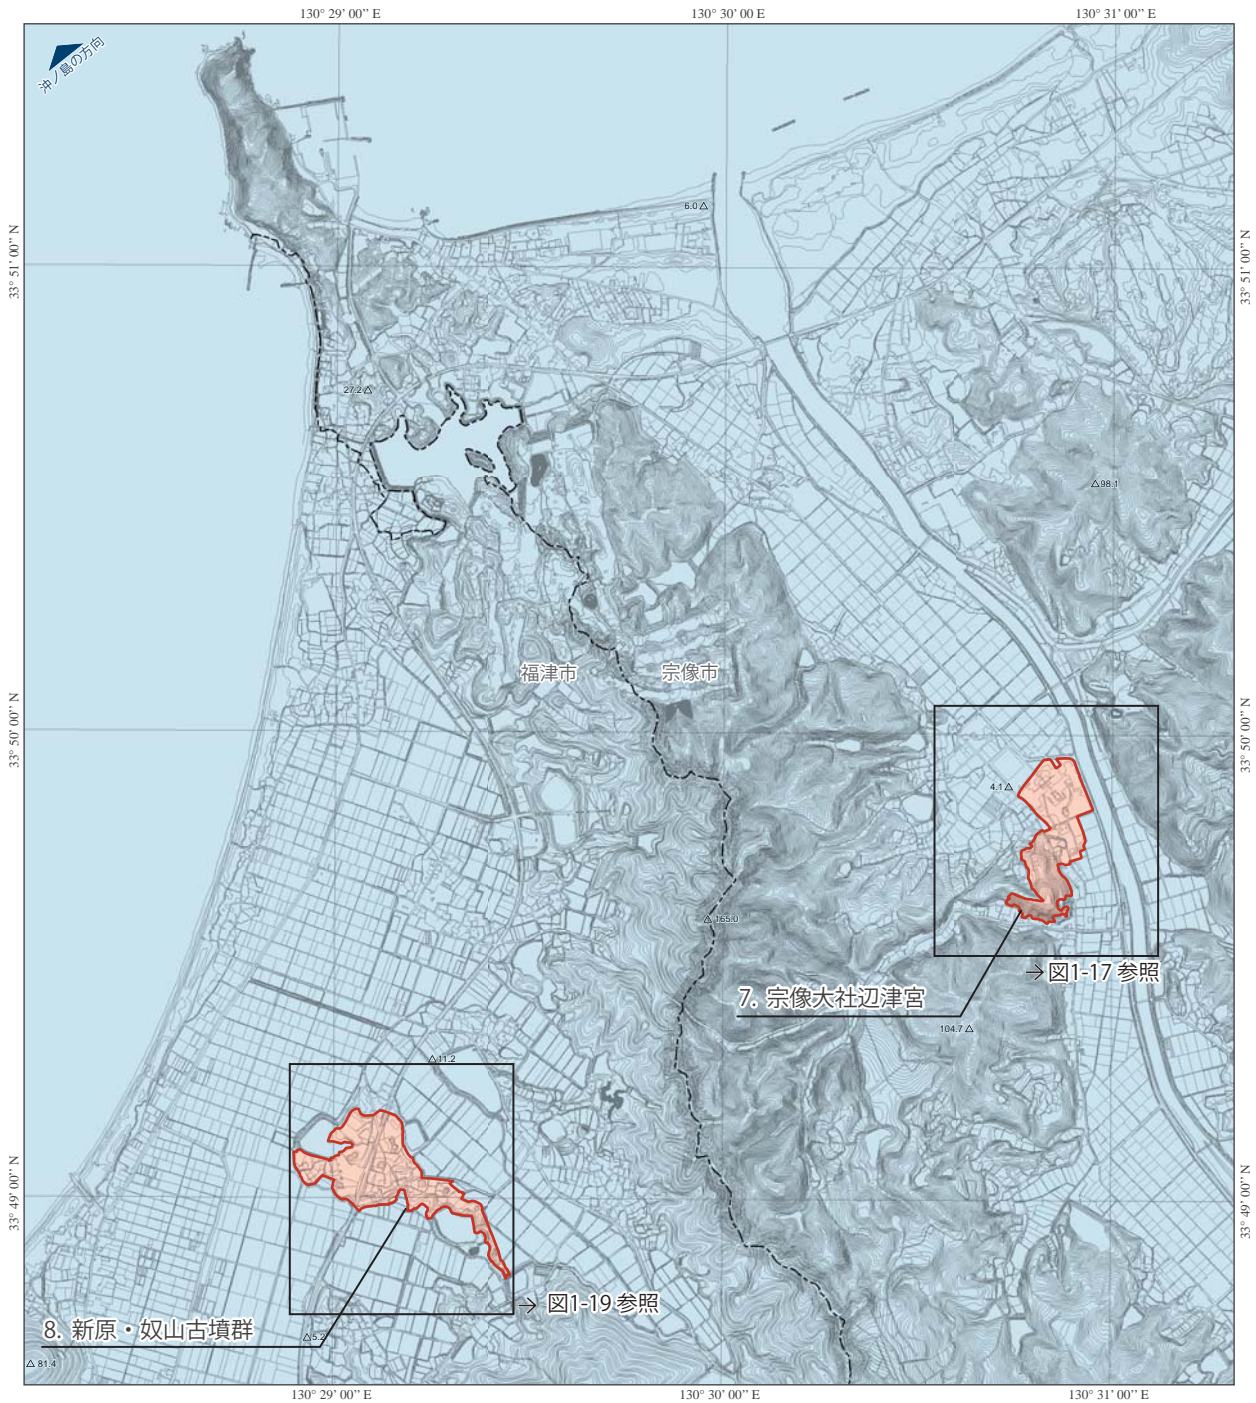 130° 29’ 00’’ E
130° 30’ 00 E
130° 31’ 00’’ E
沖ノ島の方向
6.0
33° 51’ 00’’ N
33° 51’ 00’’ N
27.2
98.1
福津市
宗像市
33° 50’ 00’’ N
33° 50’ 00’’ N
4.1
165.0
→ 図1-17 参照
7. 宗像大社辺津宮
104.7
11.2
33° 49’ 00’’ N
33° 49’ 00’’ N
→ 図1-19 参照
8. 新原・奴山古墳群
5.2
81.4
130° 29’ 00’’ E
130° 30’ 00’’ E
130° 31’ 00’’ E